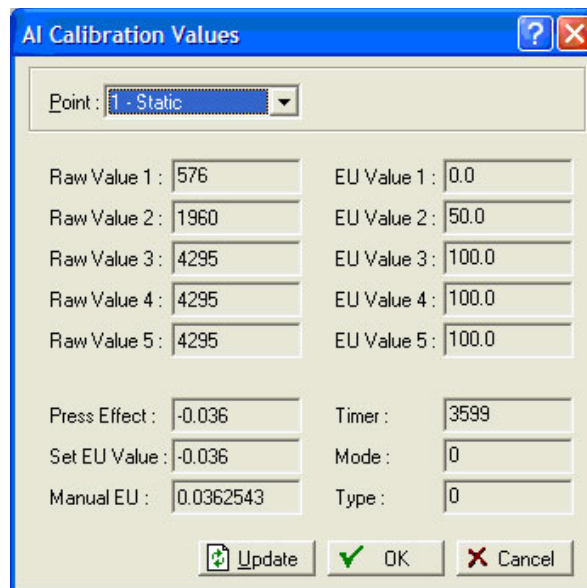 AI Calibration Values
Point : 1 - Static
Raw Value 1 : 576 EU Value 1 : 0.0
Raw Value 2 : 1960 EU Value 2 : 50.0
Raw Value 3 : 4295 EU Value 3 : 100.0
Raw Value 4 : 4295 EU Value 4 : 100.0
Raw Value 5 : 4295 EU Value 5 : 100.0
Press Effect : -0.036 Timer : 3599
Set EU Value : -0.036 Mode : 0
Manual EU : 0.0362543 Type : 0
Update OK Cancel